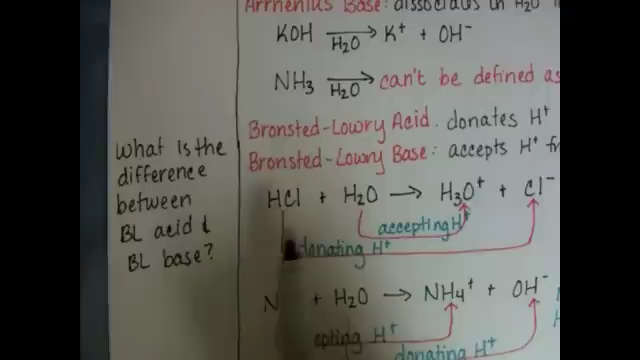 Arrhenius Base: dissociates in H₂O
KOH →H₂O K⁺ + OH⁻
NH₃ →H₂O can't be defined as
Bronsted-Lowry Acid. donates H⁺
Bronsted-Lowry Base: accepts H⁺
What is the
difference
between
BL acid &
BL base?
HCl + H₂O → H₃O⁺ + Cl⁻
accepting H⁺
donating H⁺
N + H₂O → NH₄⁺ + OH⁻
epting H⁺
donating H⁺